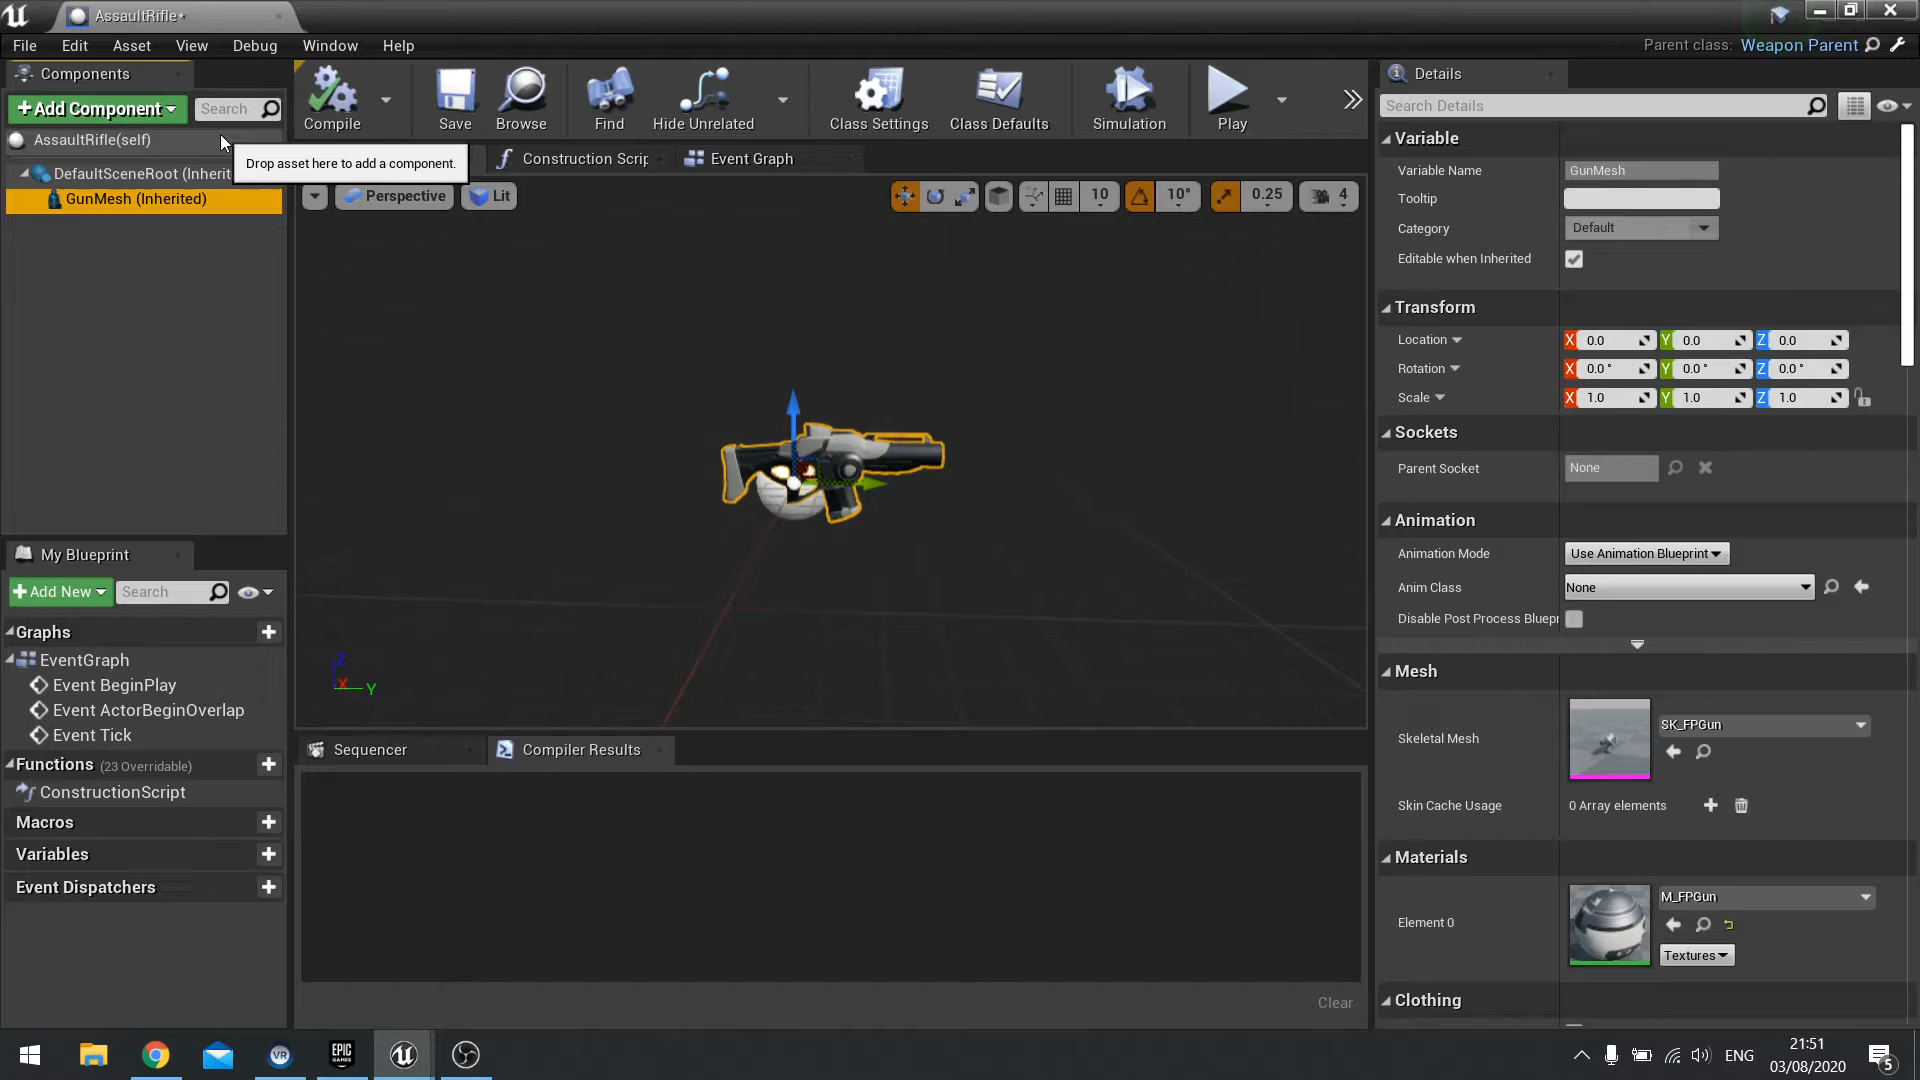 AssaultRifle*
File Edit Asset View Debug Window Help
Parent class: Weapon Parent
Components
+Add Component Search
AssaultRifle(self)
Drop asset here to add a component.
DefaultSceneRoot (Inherit
GunMesh (Inherited)
My Blueprint
+Add New Search
Graphs
EventGraph
Event BeginPlay
Event ActorBeginOverlap
Event Tick
Functions (23 Overridable)
ConstructionScript
Macros
Variables
Event Dispatchers
Compile Save Browse Find Hide Unrelated Class Settings Class Defaults Simulation Play
Construction Scrip Event Graph
Perspective Lit 10 10° 0.25 4
Z
X Y
Sequencer Compiler Results
Clear
Details
Search Details
Variable
Variable Name GunMesh
Tooltip
Category Default
Editable when Inherited
Transform
Location X 0.0 Y 0.0 Z 0.0
Rotation X 0.0 ° Y 0.0 ° Z 0.0 °
Scale X 1.0 Y 1.0 Z 1.0
Sockets
Parent Socket None
Animation
Animation Mode Use Animation Blueprint
Anim Class None
Disable Post Process Bluepr
Mesh
Skeletal Mesh SK_FPGun
Skin Cache Usage 0 Array elements
Materials
Element 0 M_FPGun
Textures
Clothing
VR
EPIC
GAMES
ENG
21:51
03/08/2020
5